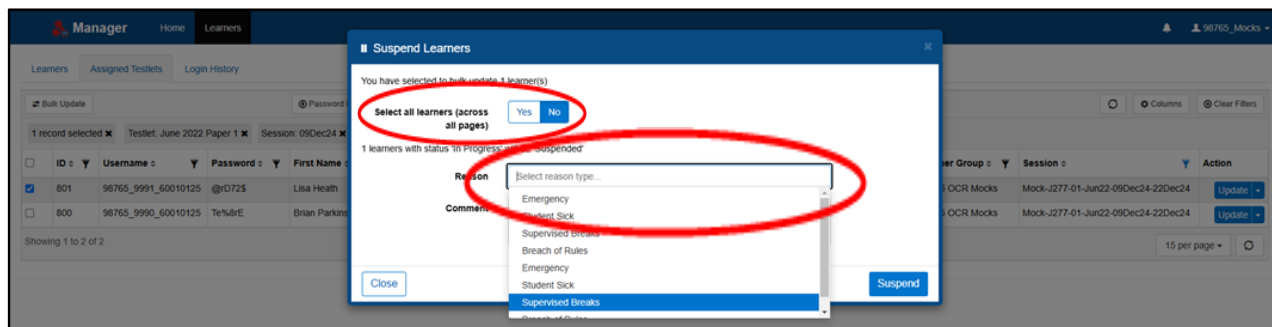 Manager Home Learners 98765_Mocks
Learners Assigned Testlets Login History
Bulk Update Password Columns Clear Filters
1 record selected × Testlet: June 2022 Paper 1 × Session: 09Dec24 ×
ID Username Password First Name er Group Session Action
801 98765_9991_60010125 @rD72$ Lisa Heath OCR Mocks Mock-J277-01-Jun22-09Dec24-22Dec24 Update
800 98765_9990_60010125 Te%8rE Brian Parkins OCR Mocks Mock-J277-01-Jun22-09Dec24-22Dec24 Update
Showing 1 to 2 of 2
15 per page
Suspend Learners ×
You have selected to bulk update 1 learner(s)
Select all learners (across Yes No
all pages)
1 learners with status 'In Progress' 'Suspended'
Reason Select reason type...
Comment
Emergency
Student Sick
Supervised Breaks
Breach of Rules
Emergency
Student Sick
Supervised Breaks
Breach of Rules
Close Suspend